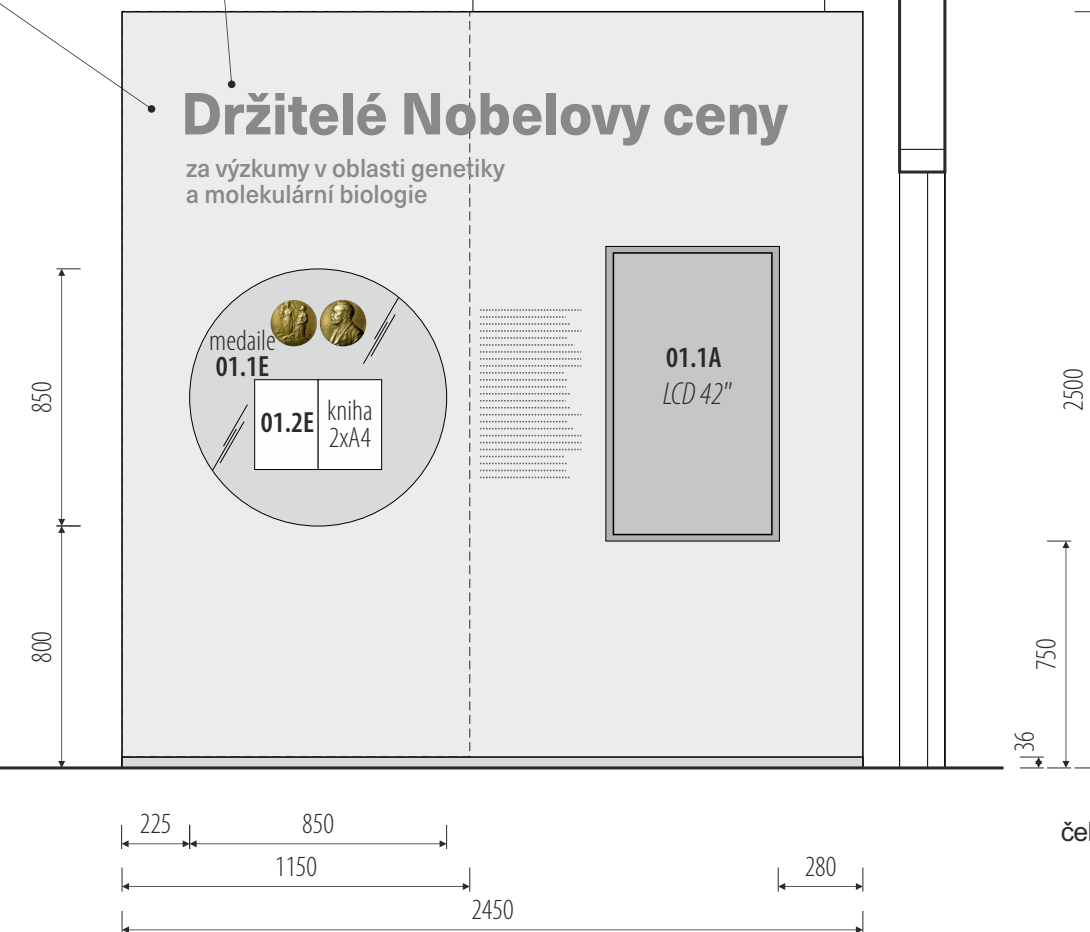 Držitelé Nobelovy ceny
za výzkumy v oblasti genetiky
a molekulární biologie
medaile
01.1E
01.2E
kniha
2xA4
01.1A
LCD 42"
850
800
2500
750
36
225
850
1150
280
2450